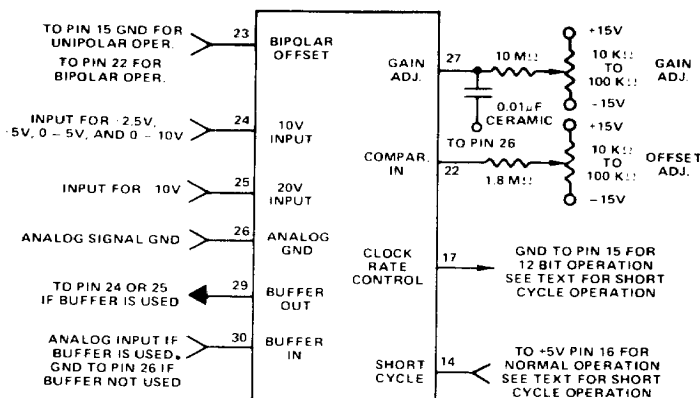 TO PIN 15 GND FOR
UNIPOLAR OPER.
TO PIN 22 FOR
BIPOLAR OPER.
23
BIPOLAR
OFFSET
INPUT FOR ·2.5V,
·5V, 0 – 5V, AND 0 – 10V
24
10V
INPUT
INPUT FOR 10V
25
20V
INPUT
ANALOG SIGNAL GND
26
ANALOG
GND
TO PIN 24 OR 25
IF BUFFER IS USED
29
BUFFER
OUT
ANALOG INPUT IF
BUFFER IS USED.
GND TO PIN 26 IF
BUFFER NOT USED
30
BUFFER
IN
GAIN
ADJ.
27
10 MΩ
0.01μF
CERAMIC
TO PIN 26
+15V
10 KΩ
TO
100 KΩ
–15V
GAIN
ADJ.
COMPAR.
IN
22
1.8 MΩ
+15V
10 KΩ
TO
100 KΩ
–15V
OFFSET
ADJ.
CLOCK
RATE
CONTROL
17
GND TO PIN 15 FOR
12 BIT OPERATION
SEE TEXT FOR SHORT
CYCLE OPERATION
SHORT
CYCLE
14
TO +5V PIN 16 FOR
NORMAL OPERATION
SEE TEXT FOR SHORT
CYCLE OPERATION